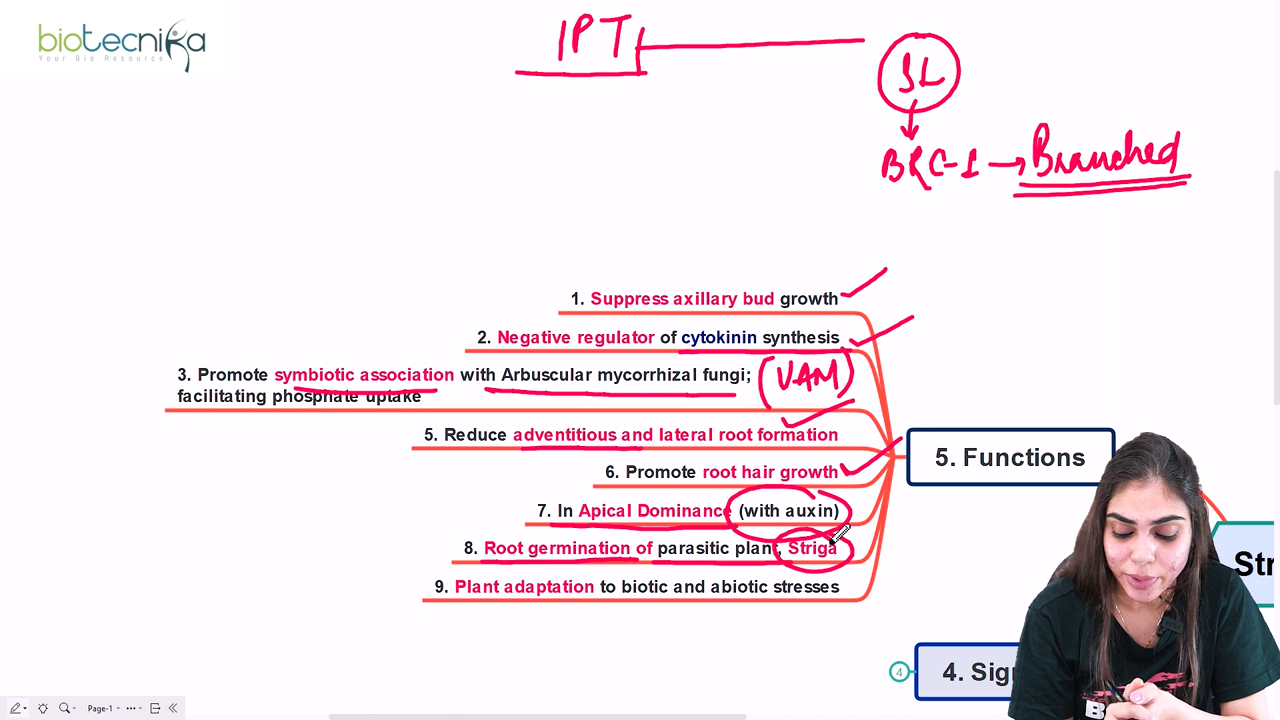 biotecnika
Your Bio Resource
IPT
SL
BRC-1 → Branched
1. Suppress axillary bud growth
2. Negative regulator of cytokinin synthesis
3. Promote symbiotic association with Arbuscular mycorrhizal fungi;
facilitating phosphate uptake
(VAM)
5. Reduce adventitious and lateral root formation
6. Promote root hair growth
7. In Apical Dominance (with auxin)
8. Root germination of parasitic plant, Striga
9. Plant adaptation to biotic and abiotic stresses
5. Functions
Str
4
4. Sig
Page-1